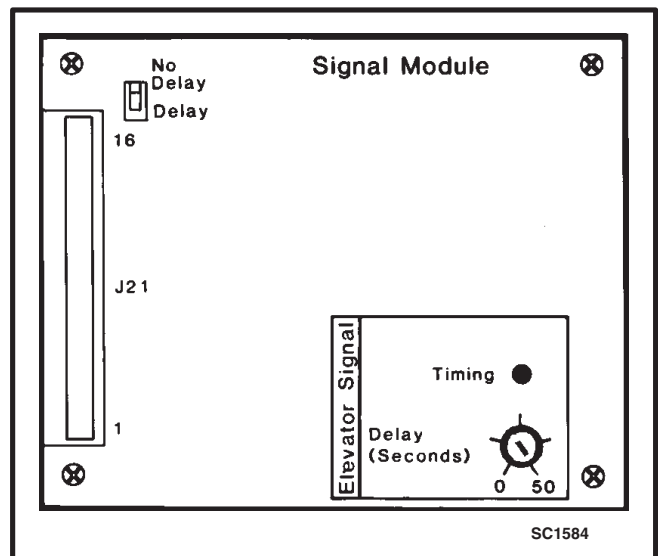 No
Delay
Delay
Signal Module
16
J21
1
Elevator Signal
Timing
Delay
(Seconds)
0 50
SC1584